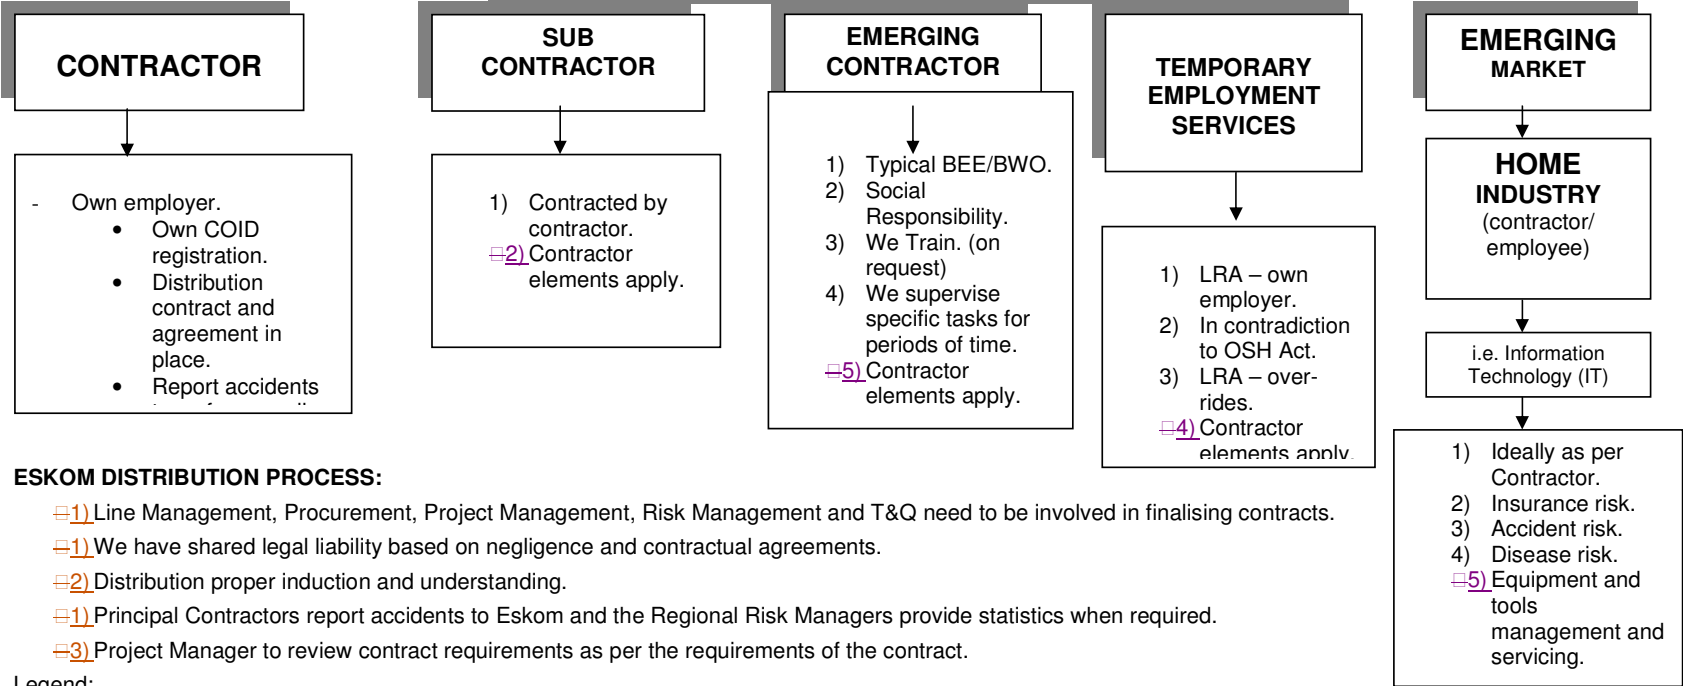 CONTRACTOR
- Own employer.
• Own COID
registration.
• Distribution
contract and
agreement in
place.
• Report accidents
SUB
CONTRACTOR
1) Contracted by
contractor.
2) Contractor
elements apply.
EMERGING
CONTRACTOR
1) Typical BEE/BWO.
2) Social
Responsibility.
3) We Train. (on
request)
4) We supervise
specific tasks for
periods of time.
5) Contractor
elements apply.
TEMPORARY
EMPLOYMENT
SERVICES
1) LRA – own
employer.
2) In contradiction
to OSH Act.
3) LRA – over-
rides.
4) Contractor
elements apply.
EMERGING
MARKET
HOME
INDUSTRY
(contractor/
employee)
i.e. Information
Technology (IT)
1) Ideally as per
Contractor.
2) Insurance risk.
3) Accident risk.
4) Disease risk.
5) Equipment and
tools
management and
servicing.
ESKOM DISTRIBUTION PROCESS:
1) Line Management, Procurement, Project Management, Risk Management and T&Q need to be involved in finalising contracts.
1) We have shared legal liability based on negligence and contractual agreements.
2) Distribution proper induction and understanding.
1) Principal Contractors report accidents to Eskom and the Regional Risk Managers provide statistics when required.
3) Project Manager to review contract requirements as per the requirements of the contract.
Legend: